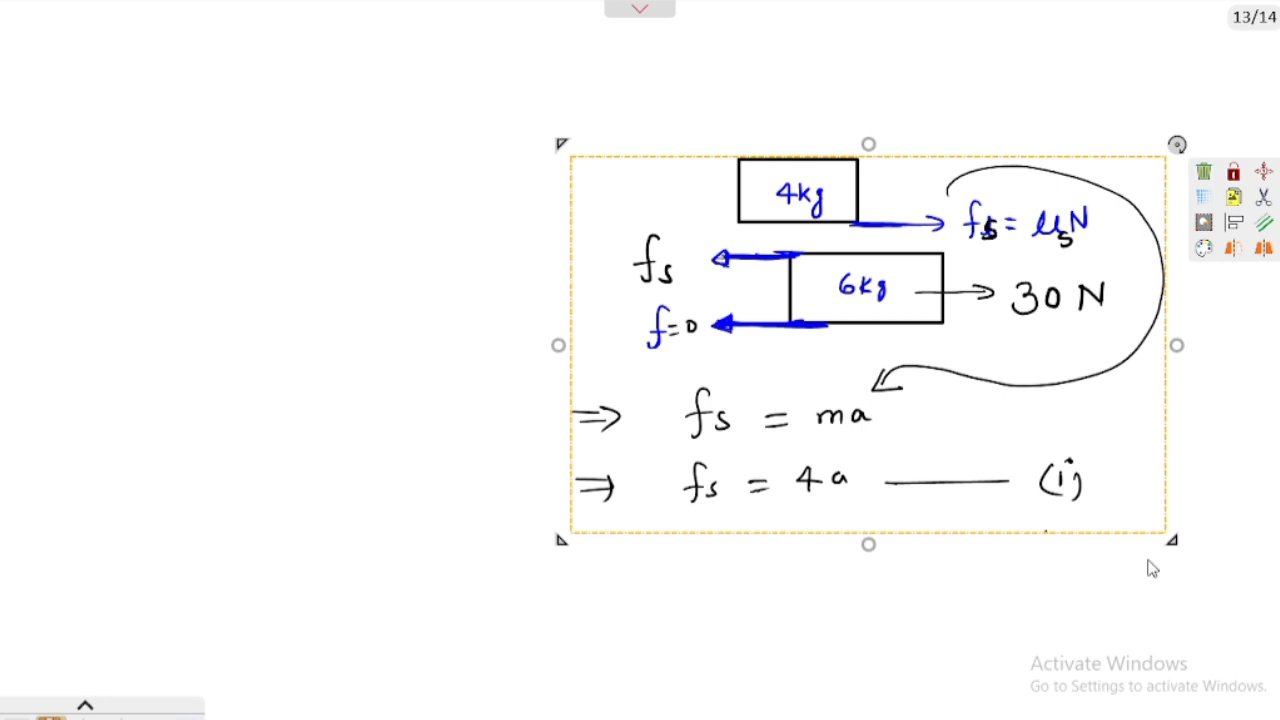 13/14
4kg
fs = μsN
fs
6kg
30 N
f=0
⇒ fs = ma
⇒ fs = 4a —— (i)
Activate Windows
Go to Settings to activate Windows.